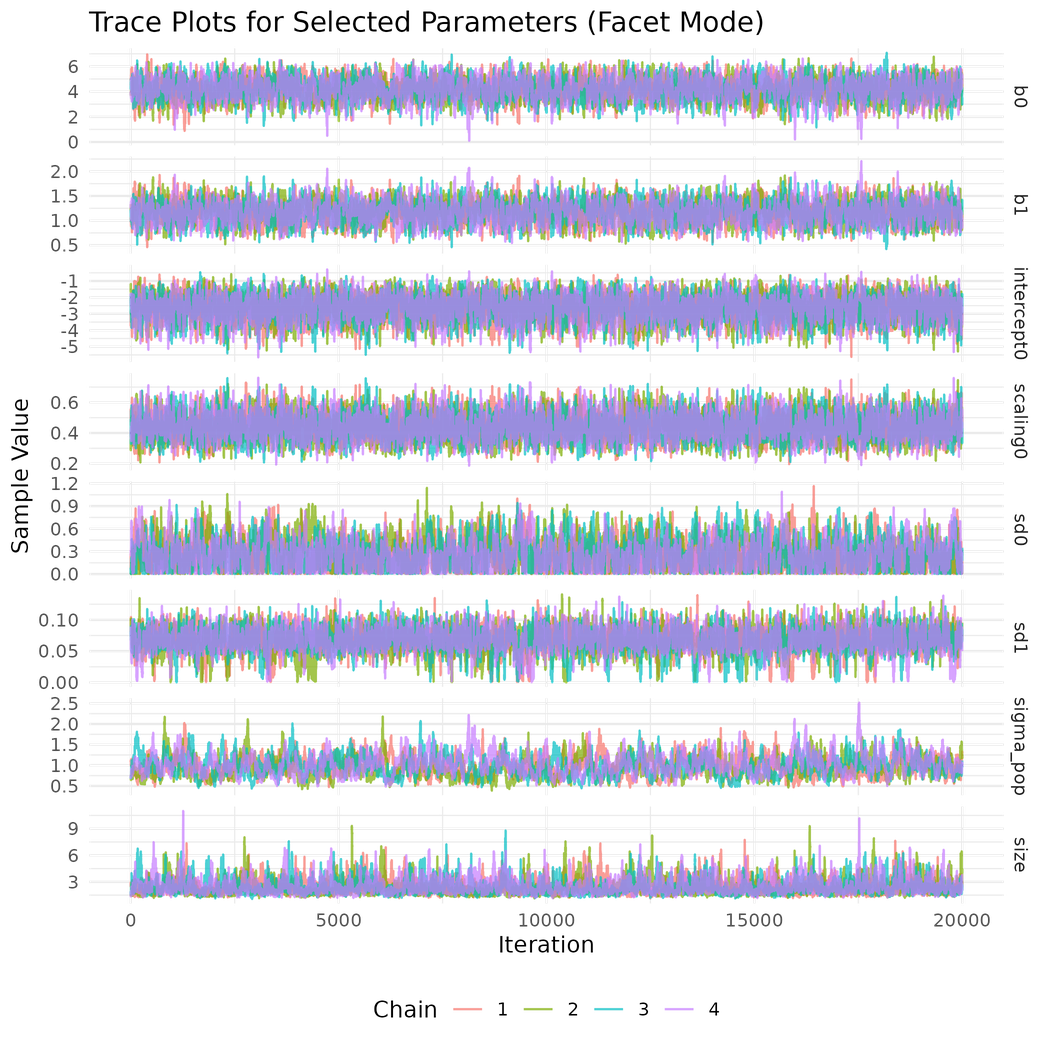 Trace Plots for Selected Parameters (Facet Mode)
6
4
2
0
b0
2.0
1.5
1.0
0.5
b1
-1
-2
-3
-4
-5
intercept0
0.6
0.4
0.2
scaling0
1.2
0.9
0.6
0.3
0.0
sd0
0.10
0.05
0.00
sd1
2.5
2.0
1.5
1.0
0.5
sigma_pop
9
6
3
size
Sample Value
0 5000 10000 15000 20000
Iteration
Chain 1 2 3 4